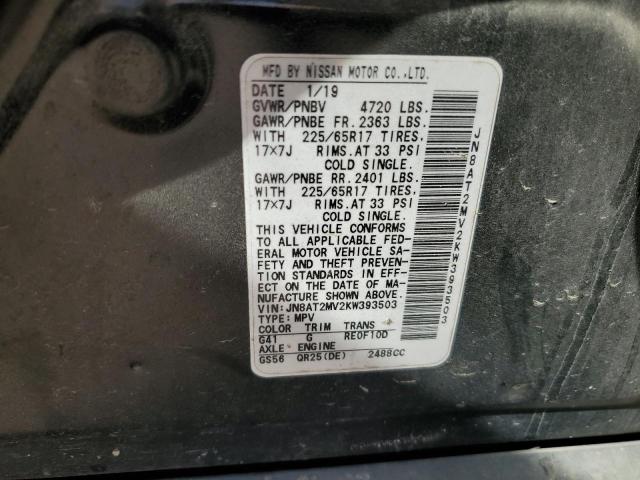 MFD BY NISSAN MOTOR CO.,LTD.
DATE 1/19
GVWR/PNBV 4720 LBS.
GAWR/PNBE FR. 2363 LBS.
WITH 225/65R17 TIRES.
17×7J RIMS.AT 33 PSI
COLD SINGLE.
GAWR/PNBE RR. 2401 LBS.
WITH 225/65R17 TIRES.
17×7J RIMS.AT 33 PSI
COLD SINGLE.
THIS VEHICLE CONFORMS
TO ALL APPLICABLE FED-
ERAL MOTOR VEHICLE SA-
FETY AND THEFT PREVEN-
TION STANDARDS IN EFF-
ECT ON THE DATE OF MA-
NUFACTURE SHOWN ABOVE.
VIN:JN8AT2MV2KW393503
TYPE:MPV
COLOR TRIM TRANS
G41 G RE0F10D
AXLE ENGINE
GS56 QR25(DE) 2488CC
JN8AT2MV2KW393503